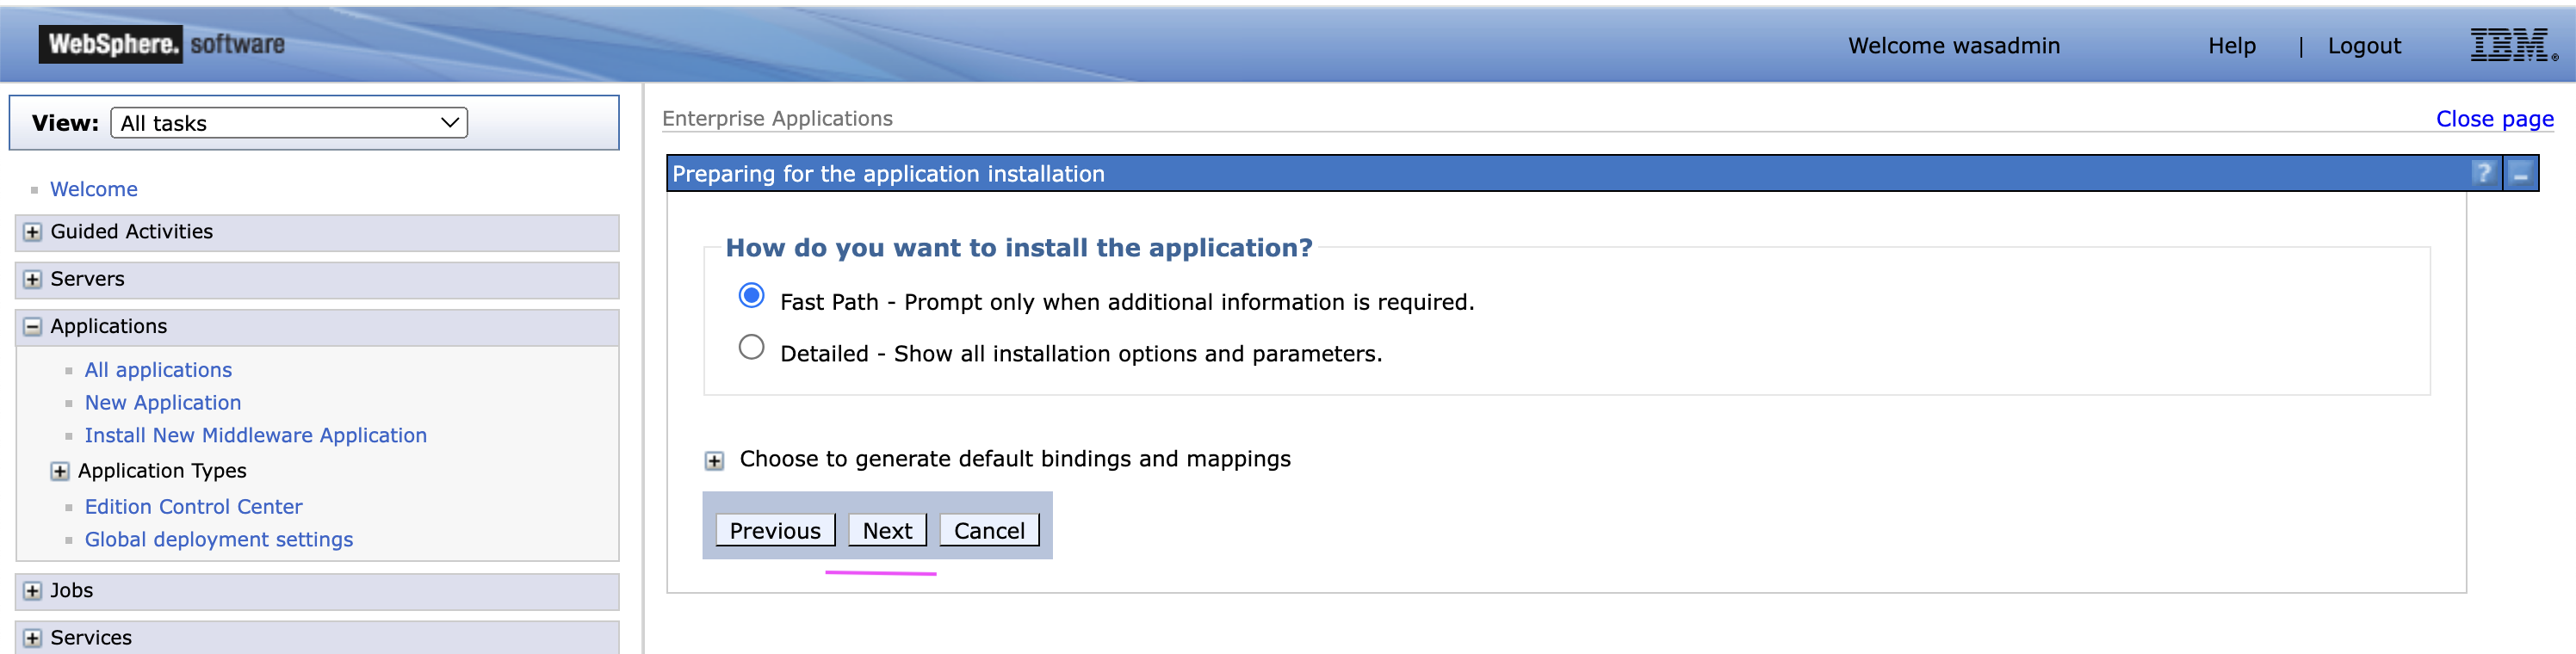 WebSphere. software
Welcome wasadmin
Help | Logout
IBM®
View: All tasks
Welcome
Guided Activities
Servers
Applications
All applications
New Application
Install New Middleware Application
Application Types
Edition Control Center
Global deployment settings
Jobs
Services
Enterprise Applications
Close page
Preparing for the application installation
?
How do you want to install the application?
Fast Path - Prompt only when additional information is required.
Detailed - Show all installation options and parameters.
Choose to generate default bindings and mappings
Previous Next Cancel